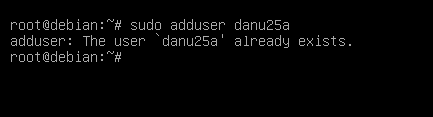 root@debian:~# sudo adduser danu25a
adduser: The user `danu25a' already exists.
root@debian:~#